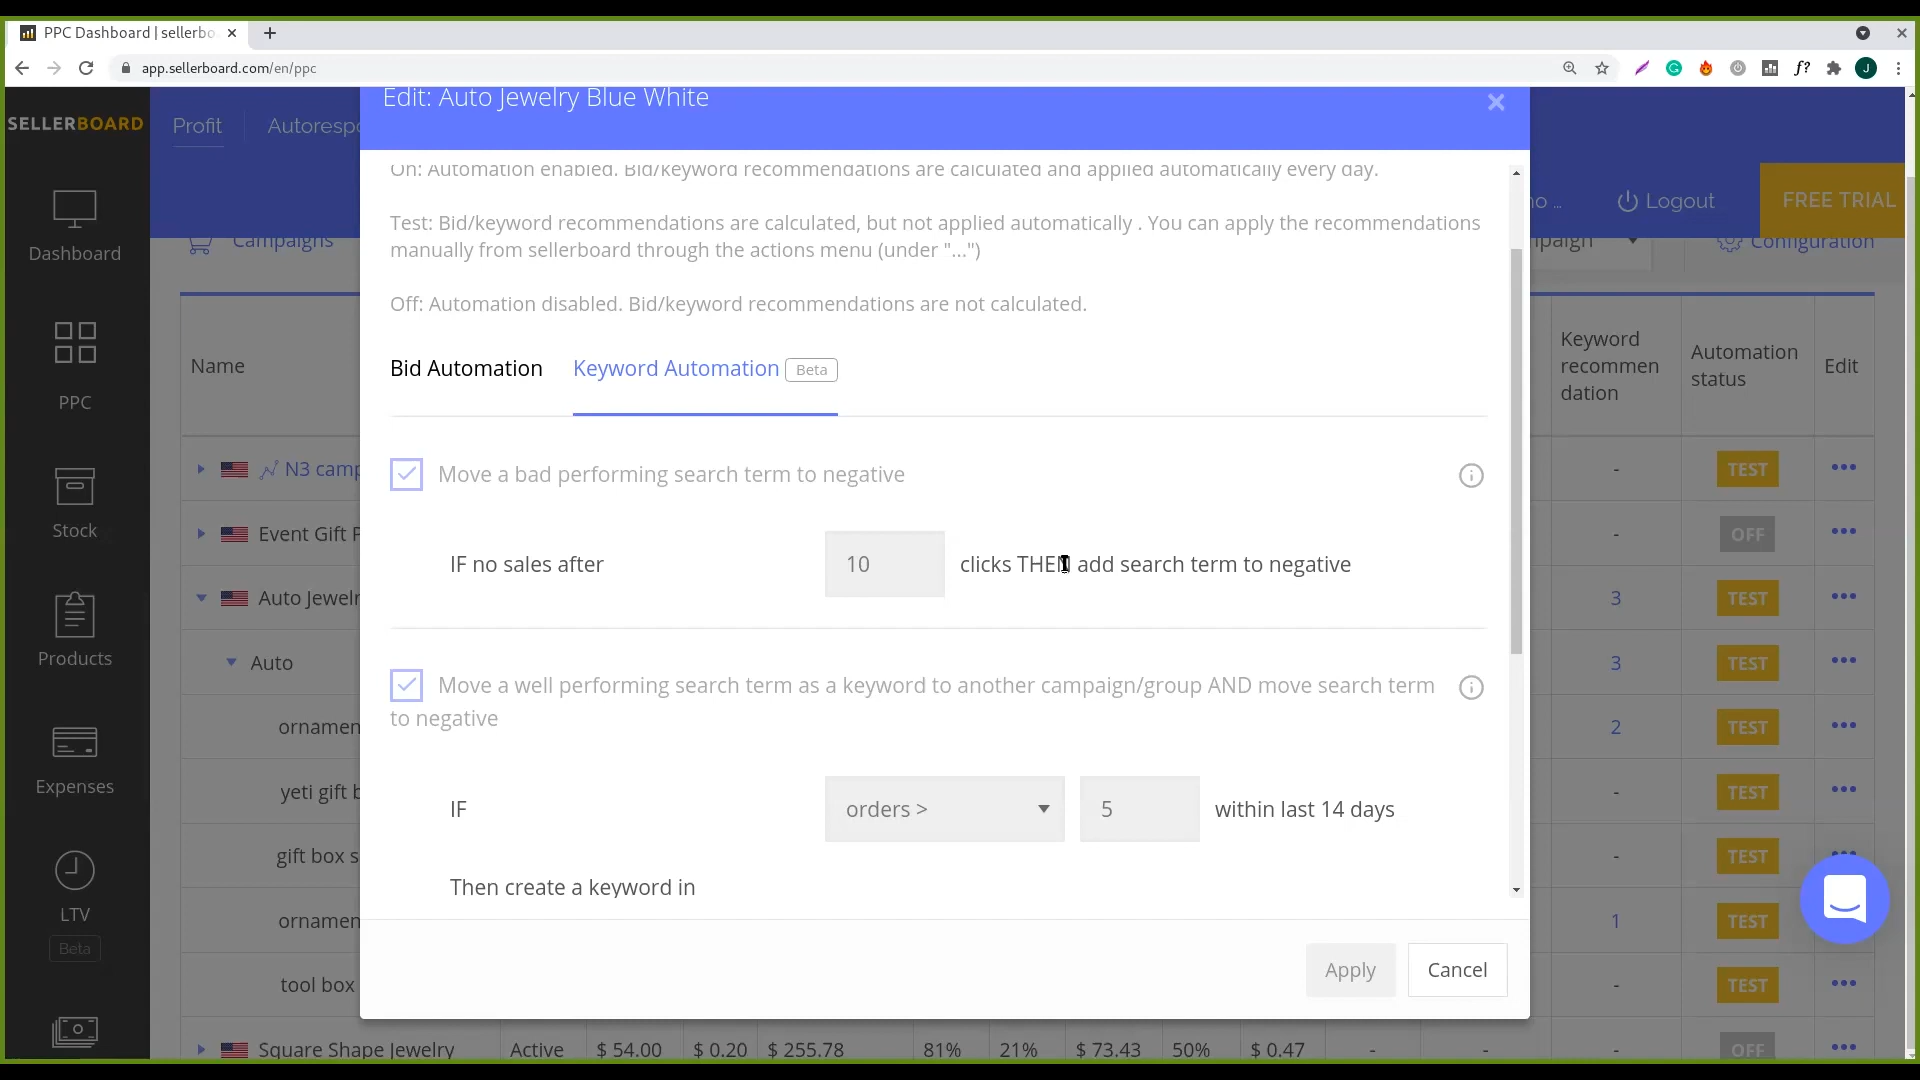 PPC Dashboard | sellerbo
app.sellerboard.com/en/ppc
f?
J
SELLERBOARD
Profit
Autorespo
Logout
FREE TRIAL
Dashboard
PPC
Stock
Products
Expenses
LTV
Beta
Campaigns
Configuration
Edit: Auto Jewelry Blue White
On: Automation enabled. Bid/keyword recommendations are calculated and applied automatically every day.
Test: Bid/keyword recommendations are calculated, but not applied automatically . You can apply the recommendations
manually from sellerboard through the actions menu (under "...")
Off: Automation disabled. Bid/keyword recommendations are not calculated.
Bid Automation
Keyword Automation Beta
Move a bad performing search term to negative
IF no sales after 10 clicks THEN add search term to negative
Move a well performing search term as a keyword to another campaign/group AND move search term
to negative
IF orders > 5 within last 14 days
Then create a keyword in
Apply
Cancel
Name
Keyword
recommen
dation
Automation
status
Edit
N3 camp
- TEST
Event Gift P
- OFF
Auto Jewelr
3 TEST
Auto
3 TEST
ornamen
2 TEST
yeti gift b
- TEST
gift box s
- TEST
ornamen
1 TEST
tool box
- TEST
Square Shape Jewelry Active $ 54.00 $ 0.20 $ 255.78 81% 21% $ 73.43 50% $ 0.47 - - - OFF